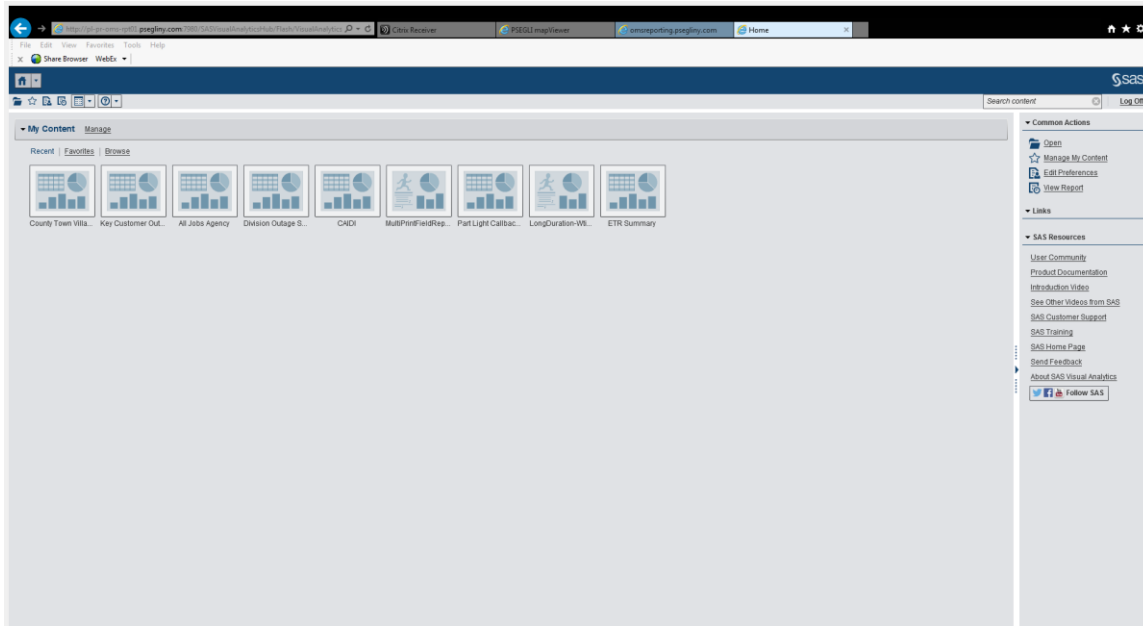 http://pl-pr-oms-rpt01.psegliny.com:7980/SASVisualAnalyticsHub/Flash/VisualAnalytics
Citrix Receiver
PSEGLI mapViewer
omsreporting.psegliny.com
Home
File Edit View Favorites Tools Help
x Share Browser WebEx
sas
Search content
Log Off
My Content Manage
Recent | Favorites | Browse
County Town Villa... Key Customer Out... All Jobs Agency Division Outage S... CAIDI MultiPrintFieldRep... Part Light Callbac... LongDuration-Wti... ETR Summary
Common Actions
Open
Manage My Content
Edit Preferences
View Report
Links
SAS Resources
User Community
Product Documentation
Introduction Video
See Other Videos from SAS
SAS Customer Support
SAS Training
SAS Home Page
Send Feedback
About SAS Visual Analytics
Follow SAS